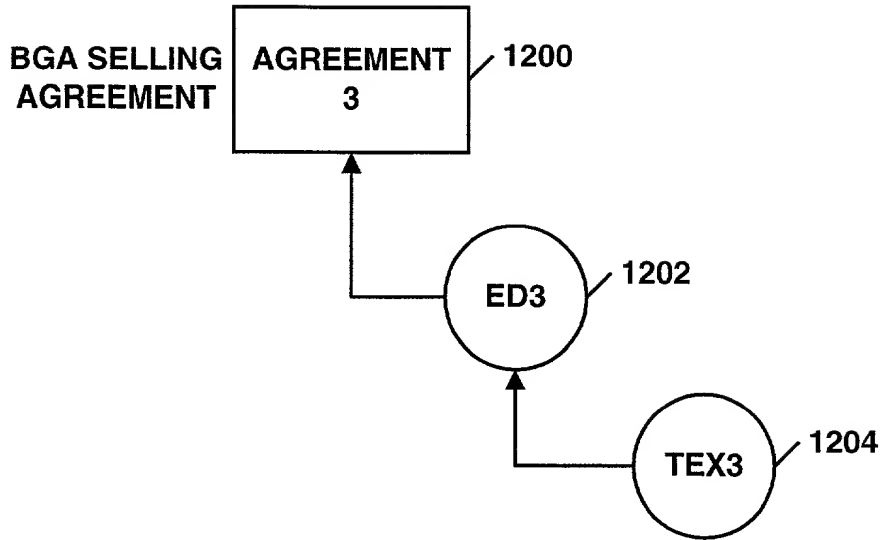 BGA SELLING
AGREEMENT
AGREEMENT
3
1200
ED3
1202
TEX3
1204